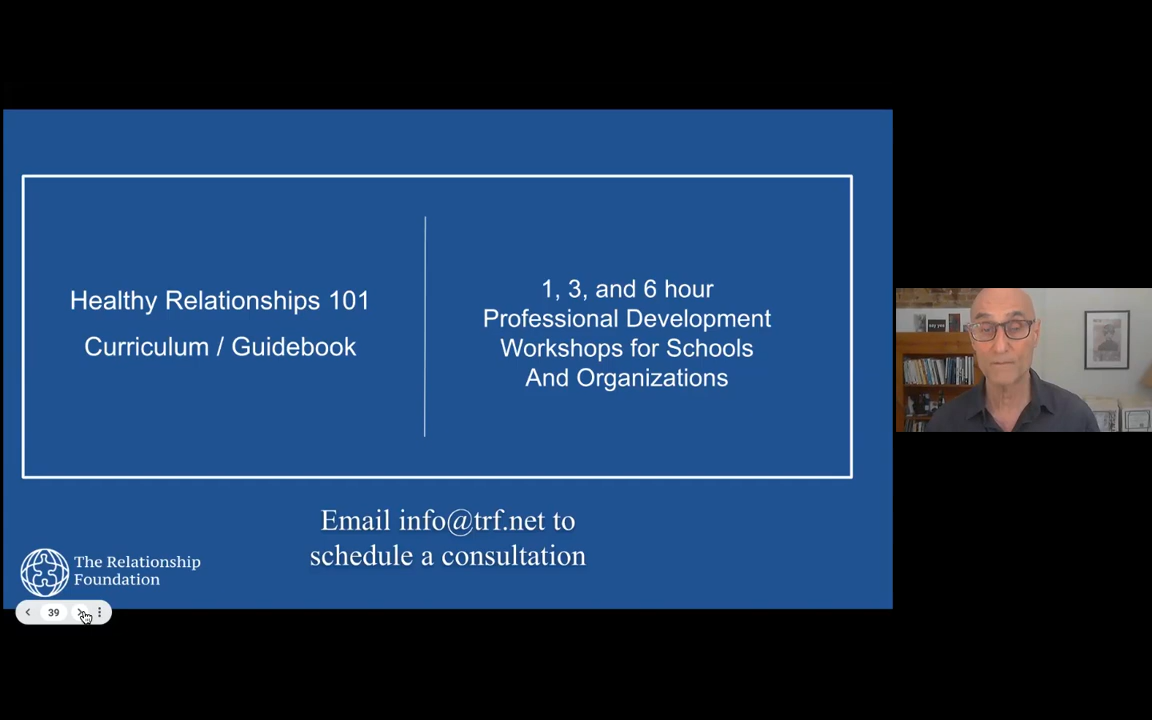 Healthy Relationships 101
Curriculum / Guidebook
1, 3, and 6 hour
Professional Development
Workshops for Schools
And Organizations
Email info@trf.net to
schedule a consultation
The Relationship
Foundation
39